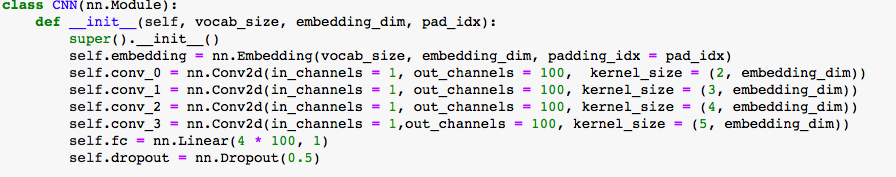 class CNN(nn.Module):
    def __init__(self, vocab_size, embedding_dim, pad_idx):
        super().__init__()
        self.embedding = nn.Embedding(vocab_size, embedding_dim, padding_idx = pad_idx)
        self.conv_0 = nn.Conv2d(in_channels = 1, out_channels = 100,  kernel_size = (2, embedding_dim))
        self.conv_1 = nn.Conv2d(in_channels = 1, out_channels = 100, kernel_size = (3, embedding_dim))
        self.conv_2 = nn.Conv2d(in_channels = 1, out_channels = 100, kernel_size = (4, embedding_dim))
        self.conv_3 = nn.Conv2d(in_channels = 1,out_channels = 100, kernel_size = (5, embedding_dim))
        self.fc = nn.Linear(4 * 100, 1)
        self.dropout = nn.Dropout(0.5)